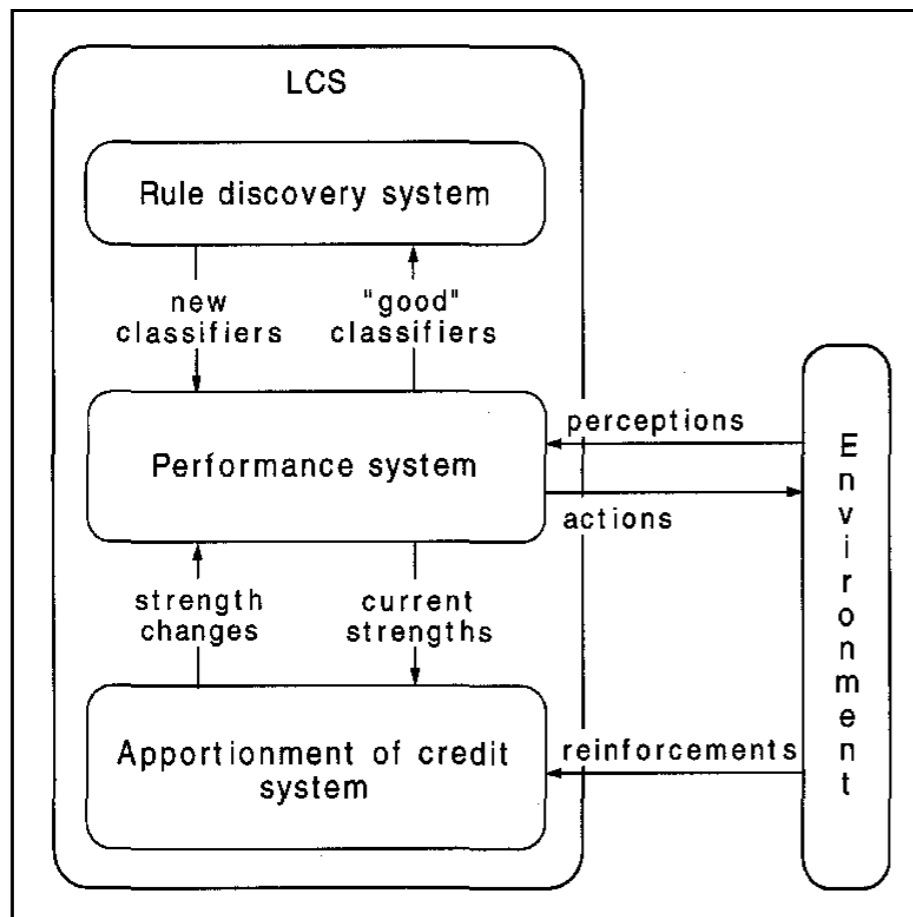 LCS
Rule discovery system
new
classifiers
"good"
classifiers
perceptions
Performance system
actions
strength
changes
current
strengths
reinforcements
Apportionment of credit
system
Environment